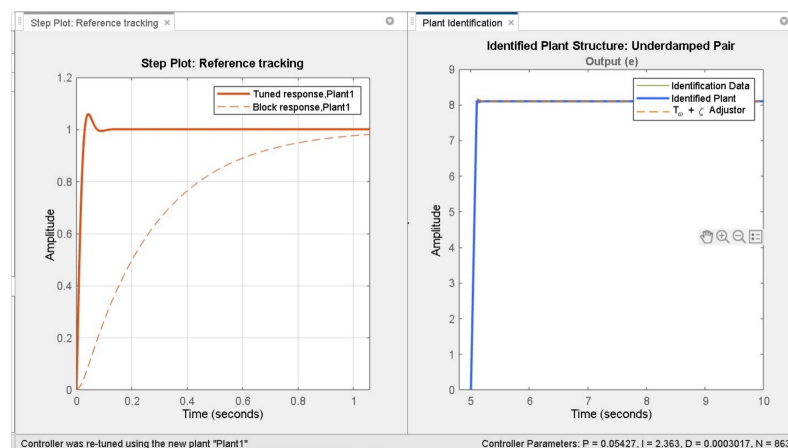 Step Plot: Reference tracking ×
Plant Identification ×
Step Plot: Reference tracking
1.2
1
0.8
0.6
0.4
0.2
0
Amplitude
Tuned response,Plant1
Block response,Plant1
0 0.2 0.4 0.6 0.8 1
Time (seconds)
Identified Plant Structure: Underdamped Pair
Output (e)
9
8
7
6
5
4
3
2
1
0
Amplitude
Identification Data
Identified Plant
Tω + ζ Adjustor
5 6 7 8 9 10
Time (seconds)
Controller was re-tuned using the new plant "Plant1"
Controller Parameters: P = 0.05427, I = 2.363, D = 0.0003017, N = 863